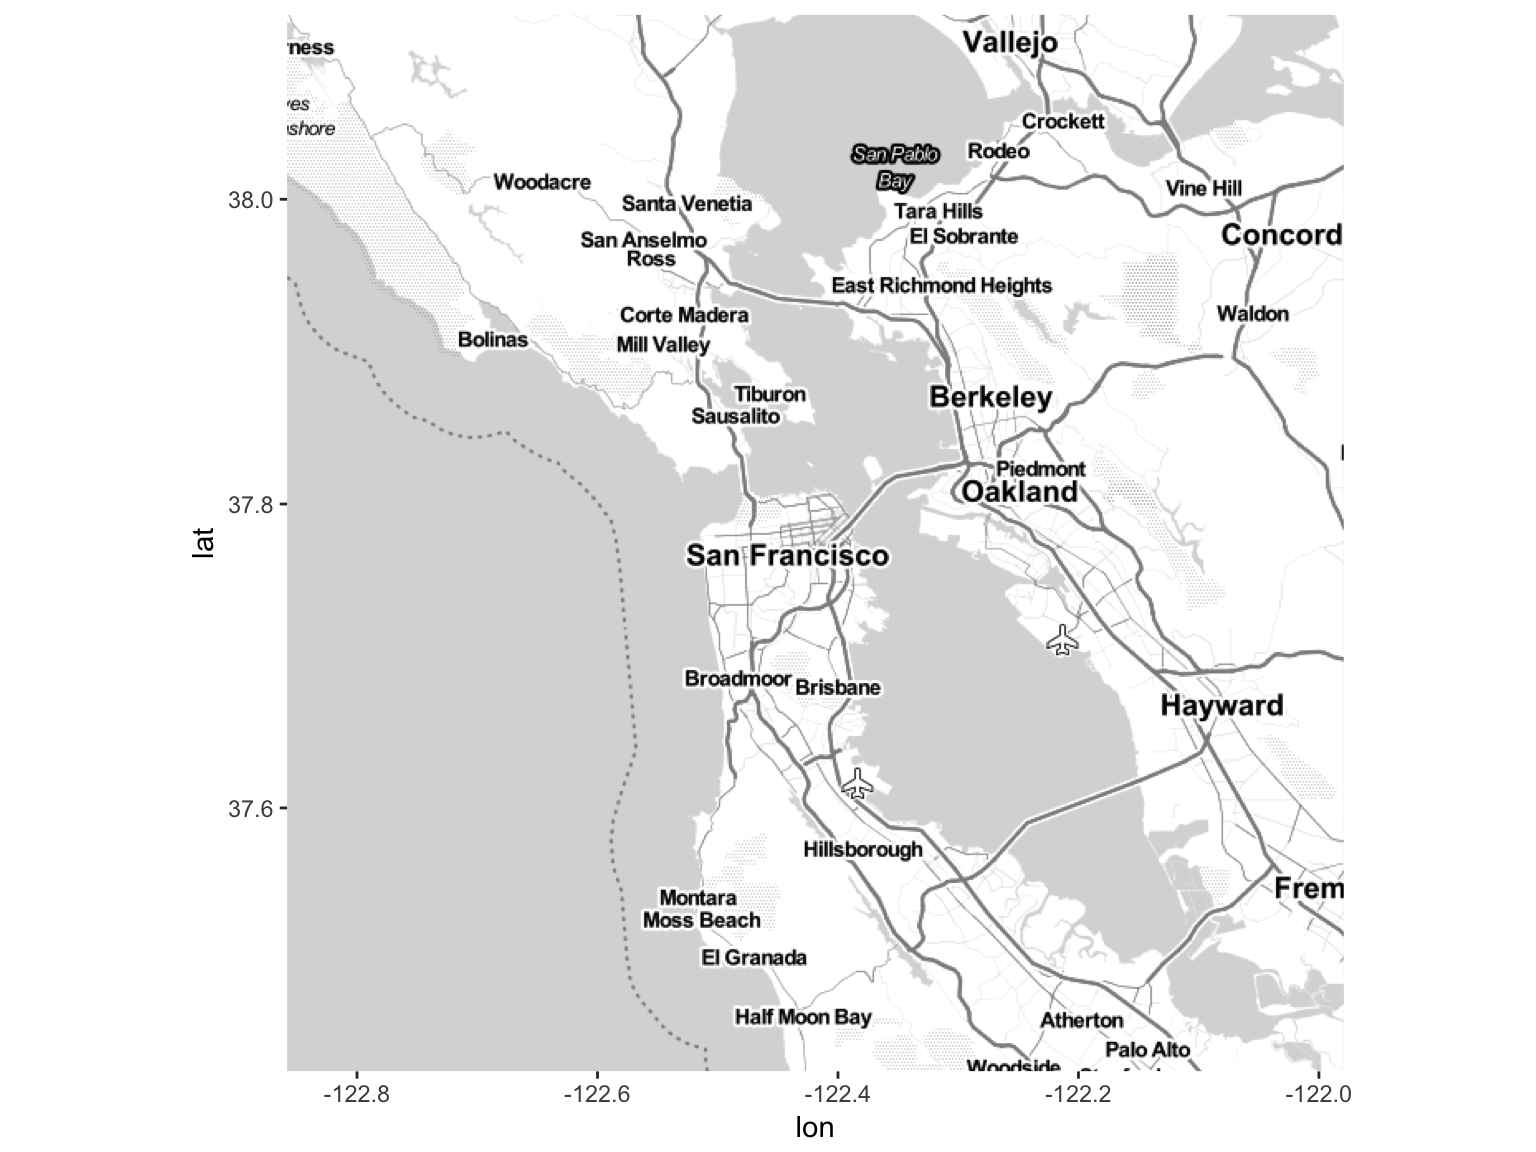 Vallejo
rness
Crockett
yes
shore
Rodeo
San Pablo
Bay
Woodacre
Vine Hill
Santa Venetia
38.0
Tara Hills
San Anselmo
El Sobrante
Concord
Ross
East Richmond Heights
Corte Madera
Waldon
Bolinas
Mill Valley
Tiburon
Berkeley
Sausalito
Piedmont
Oakland
37.8
lat
San Francisco
Broadmoor
Brisbane
Hayward
37.6
Hillsborough
Frem
Montara
Moss Beach
El Granada
Half Moon Bay
Atherton
Palo Alto
Woodside
-122.8
-122.6
-122.4
-122.2
-122.0
lon